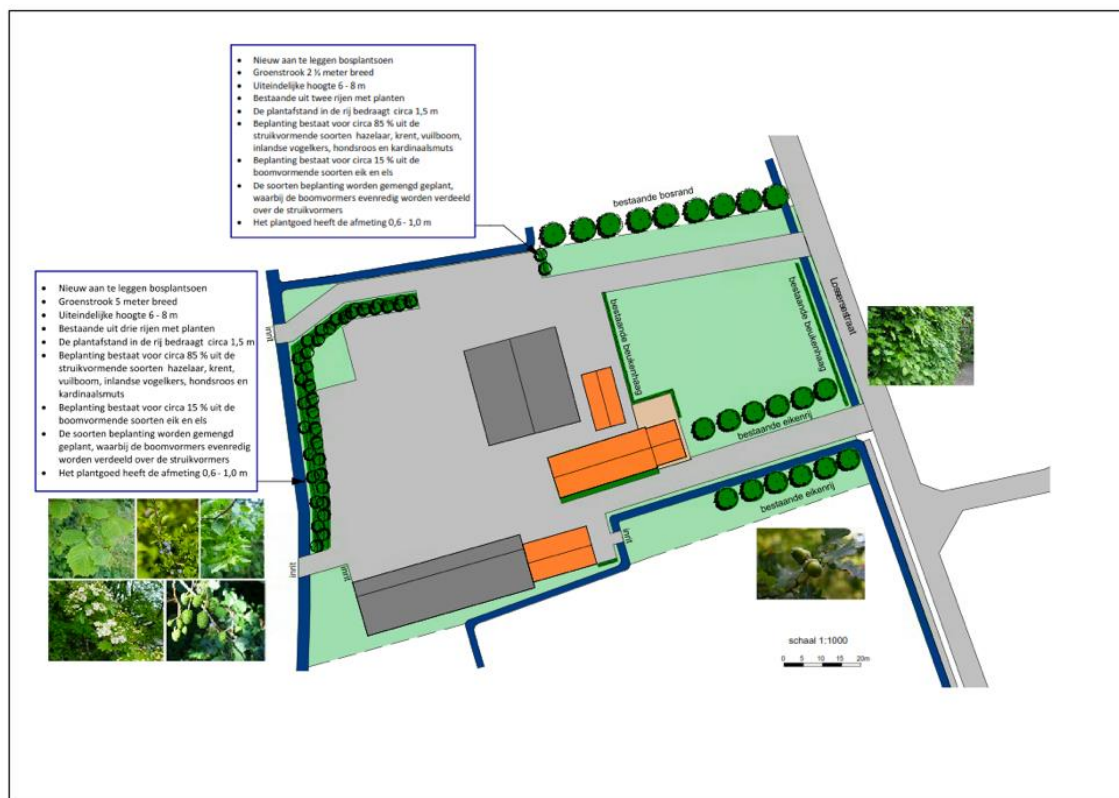 • Nieuw aan te leggen bosplantsoen
• Groenstrook 2 ½ meter breed
• Uiteindelijke hoogte 6 - 8 m
• Bestaande uit twee rijen met planten
• De plantafstand in de rij bedraagt circa 1,5 m
• Beplanting bestaat voor circa 85 % uit de
struikvormende soorten hazelaar, krent, vuilboom,
inlandse vogelkers, hondsroos en kardinaalsmuts
• Beplanting bestaat voor circa 15 % uit de
boomvormende soorten eik en els
• De soorten beplanting worden gemengd geplant,
waarbij de boomvormers evenredig worden verdeeld
over de struikvormers
• Het plantgoed heeft de afmeting 0,6 - 1,0 m
bestaande bosrand
• Nieuw aan te leggen bosplantsoen
• Groenstrook 5 meter breed
• Uiteindelijke hoogte 6 - 8 m
• Bestaande uit drie rijen met planten
• De plantafstand in de rij bedraagt circa 1,5 m
• Beplanting bestaat voor circa 85 % uit de
struikvormende soorten hazelaar, krent,
vuilboom, inlandse vogelkers, hondsroos en
kardinaalsmuts
• Beplanting bestaat voor circa 15 % uit de
boomvormende soorten eik en els
• De soorten beplanting worden gemengd
geplant, waarbij de boomvormers evenredig
worden verdeeld over de struikvormers
• Het plantgoed heeft de afmeting 0,6 - 1,0 m
inrit
bestaande beukenhaag
bestaande beukenhaag
Lossersestraat
bestaande eikenrij
bestaande eikenrij
inrit
inrit
inrit
schaal 1:1000
0 5 10 15 20m